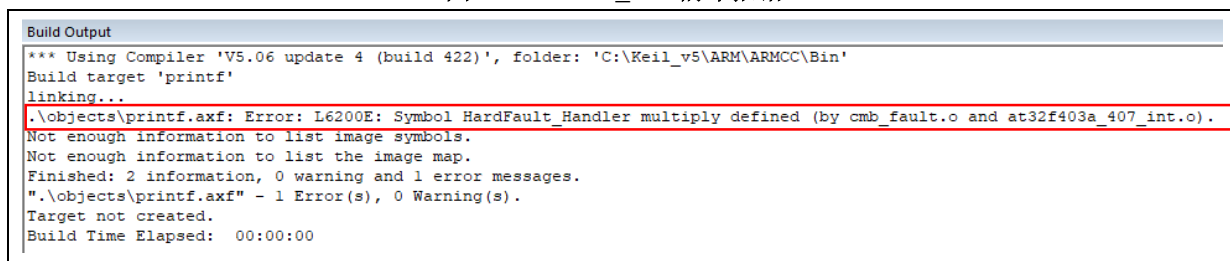 Build Output
*** Using Compiler 'V5.06 update 4 (build 422)', folder: 'C:\Keil_v5\ARM\ARMCC\Bin'
Build target 'printf'
linking...
.\objects\printf.axf: Error: L6200E: Symbol HardFault_Handler multiply defined (by cmb_fault.o and at32f403a_407_int.o).
Not enough information to list image symbols.
Not enough information to list the image map.
Finished: 2 information, 0 warning and 1 error messages.
".\objects\printf.axf" - 1 Error(s), 0 Warning(s).
Target not created.
Build Time Elapsed:  00:00:00